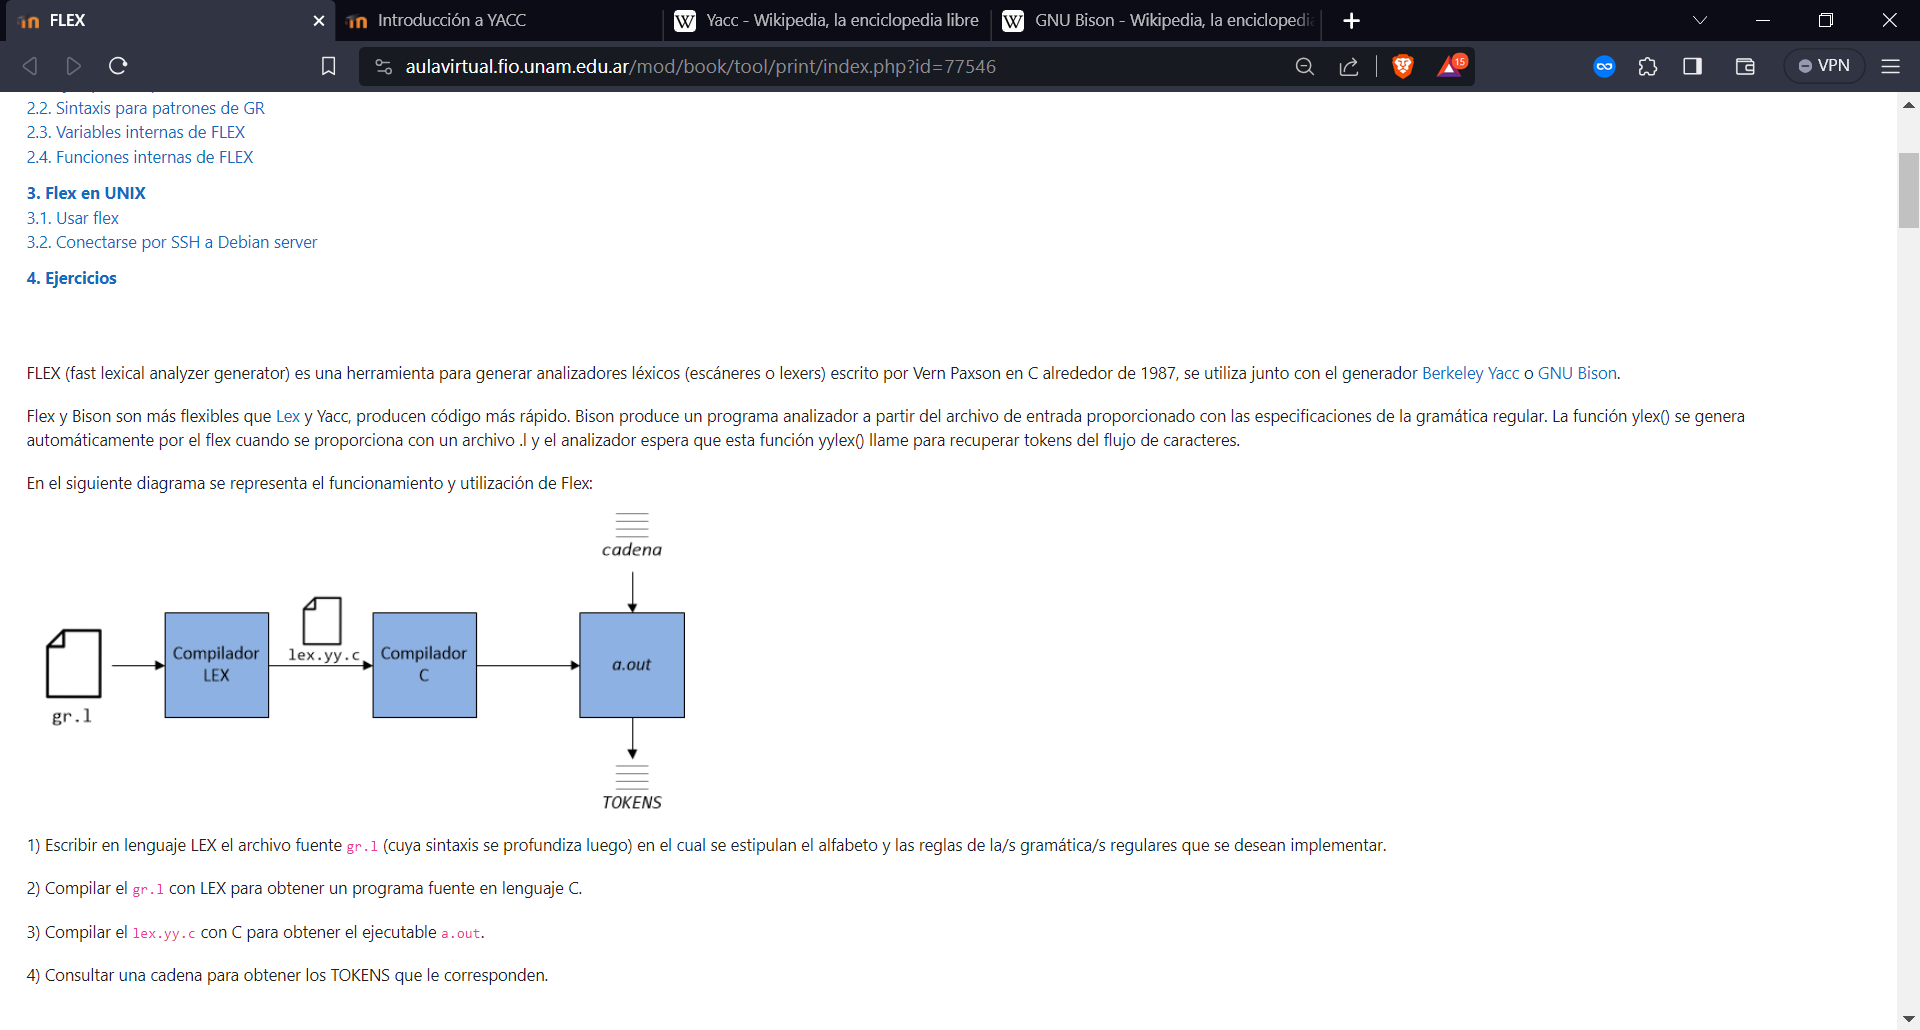 FLEX
Introducción a YACC
Yacc - Wikipedia, la enciclopedia libre
GNU Bison - Wikipedia, la enciclopedi
aulavirtual.fio.unam.edu.ar/mod/book/tool/print/index.php?id=77546
15
VPN
2.2. Sintaxis para patrones de GR
2.3. Variables internas de FLEX
2.4. Funciones internas de FLEX
3. Flex en UNIX
3.1. Usar flex
3.2. Conectarse por SSH a Debian server
4. Ejercicios
FLEX (fast lexical analyzer generator) es una herramienta para generar analizadores léxicos (escáneres o lexers) escrito por Vern Paxson en C alrededor de 1987, se utiliza junto con el generador Berkeley Yacc o GNU Bison.
Flex y Bison son más flexibles que Lex y Yacc, producen código más rápido. Bison produce un programa analizador a partir del archivo de entrada proporcionado con las especificaciones de la gramática regular. La función ylex() se genera
automáticamente por el flex cuando se proporciona con un archivo .l y el analizador espera que esta función yylex() llame para recuperar tokens del flujo de caracteres.
En el siguiente diagrama se representa el funcionamiento y utilización de Flex:
cadena
gr.l
Compilador
LEX
lex.yy.c
Compilador
C
a.out
TOKENS
1) Escribir en lenguaje LEX el archivo fuente gr.l (cuya sintaxis se profundiza luego) en el cual se estipulan el alfabeto y las reglas de la/s gramática/s regulares que se desean implementar.
2) Compilar el gr.l con LEX para obtener un programa fuente en lenguaje C.
3) Compilar el lex.yy.c con C para obtener el ejecutable a.out.
4) Consultar una cadena para obtener los TOKENS que le corresponden.